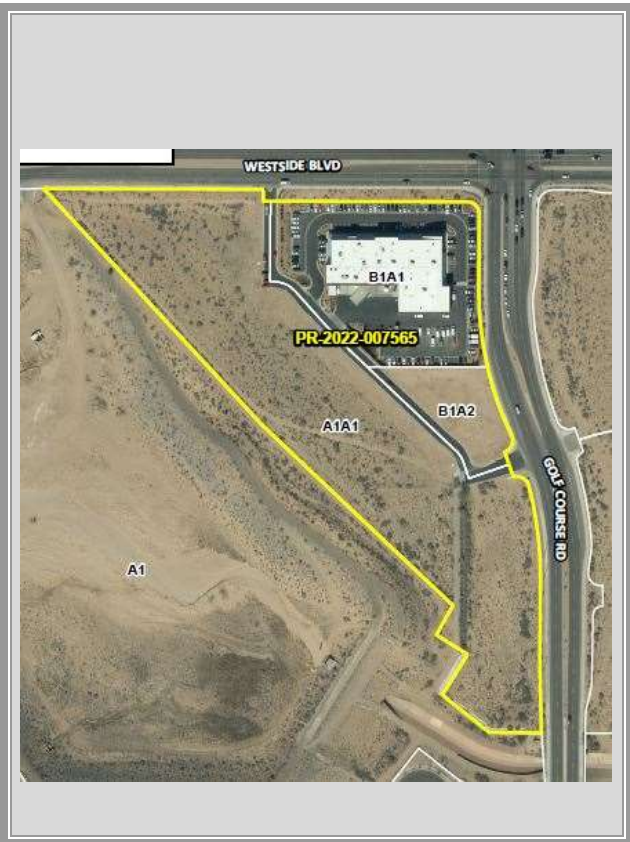 WESTSIDE BLVD
B1A1
PR-2022-007565
B1A2
A1A1
GOLF COURSE RD
A1